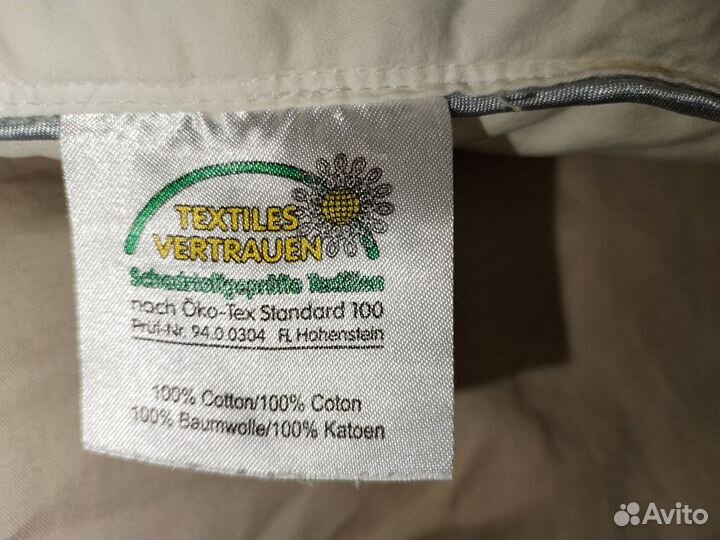 TEXTILES
VERTRAUEN
Schadstoffgeprüfte Textilien
nach Öko-Tex Standard 100
Prüf-Nr. 94.0.0304 FI. Hohenstein
100% Cotton/100% Coton
100% Baumwolle/100% Katoen
Avito